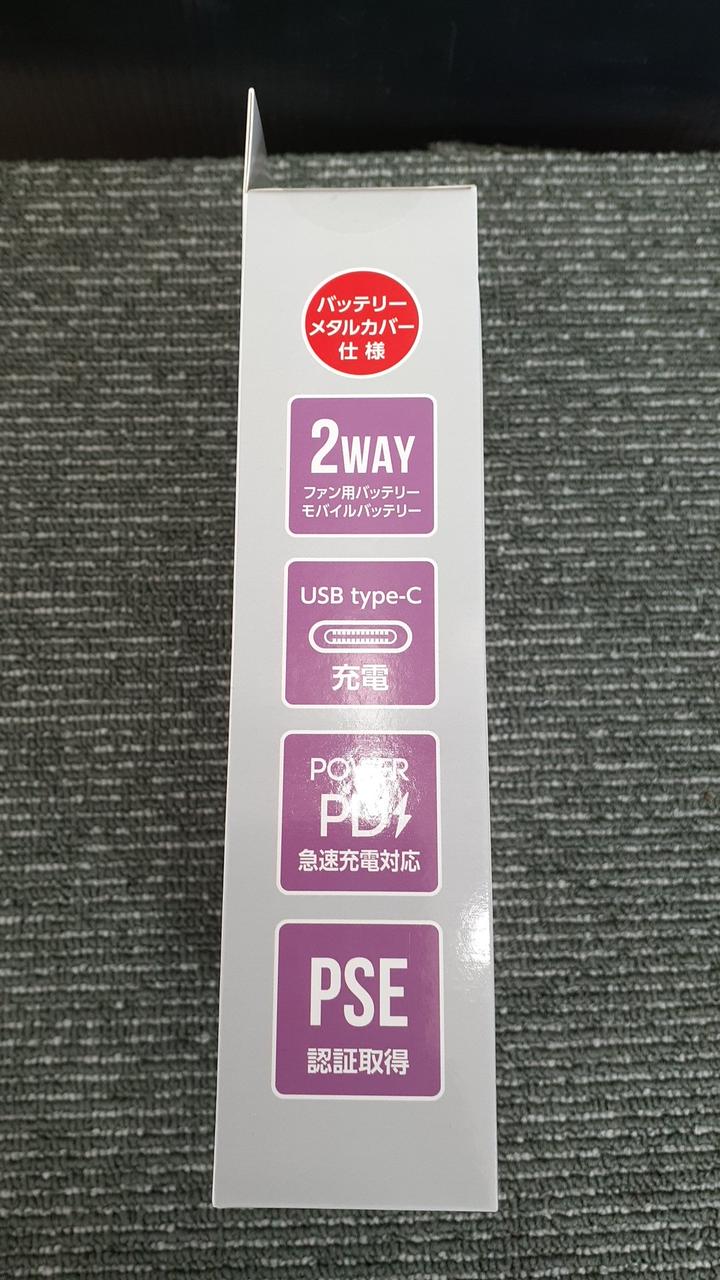 バッテリー
メタルカバー
仕様
2WAY
ファン用バッテリー
モバイルバッテリー
USB type-C
充電
POWER
PD
急速充電対応
PSE
認証取得